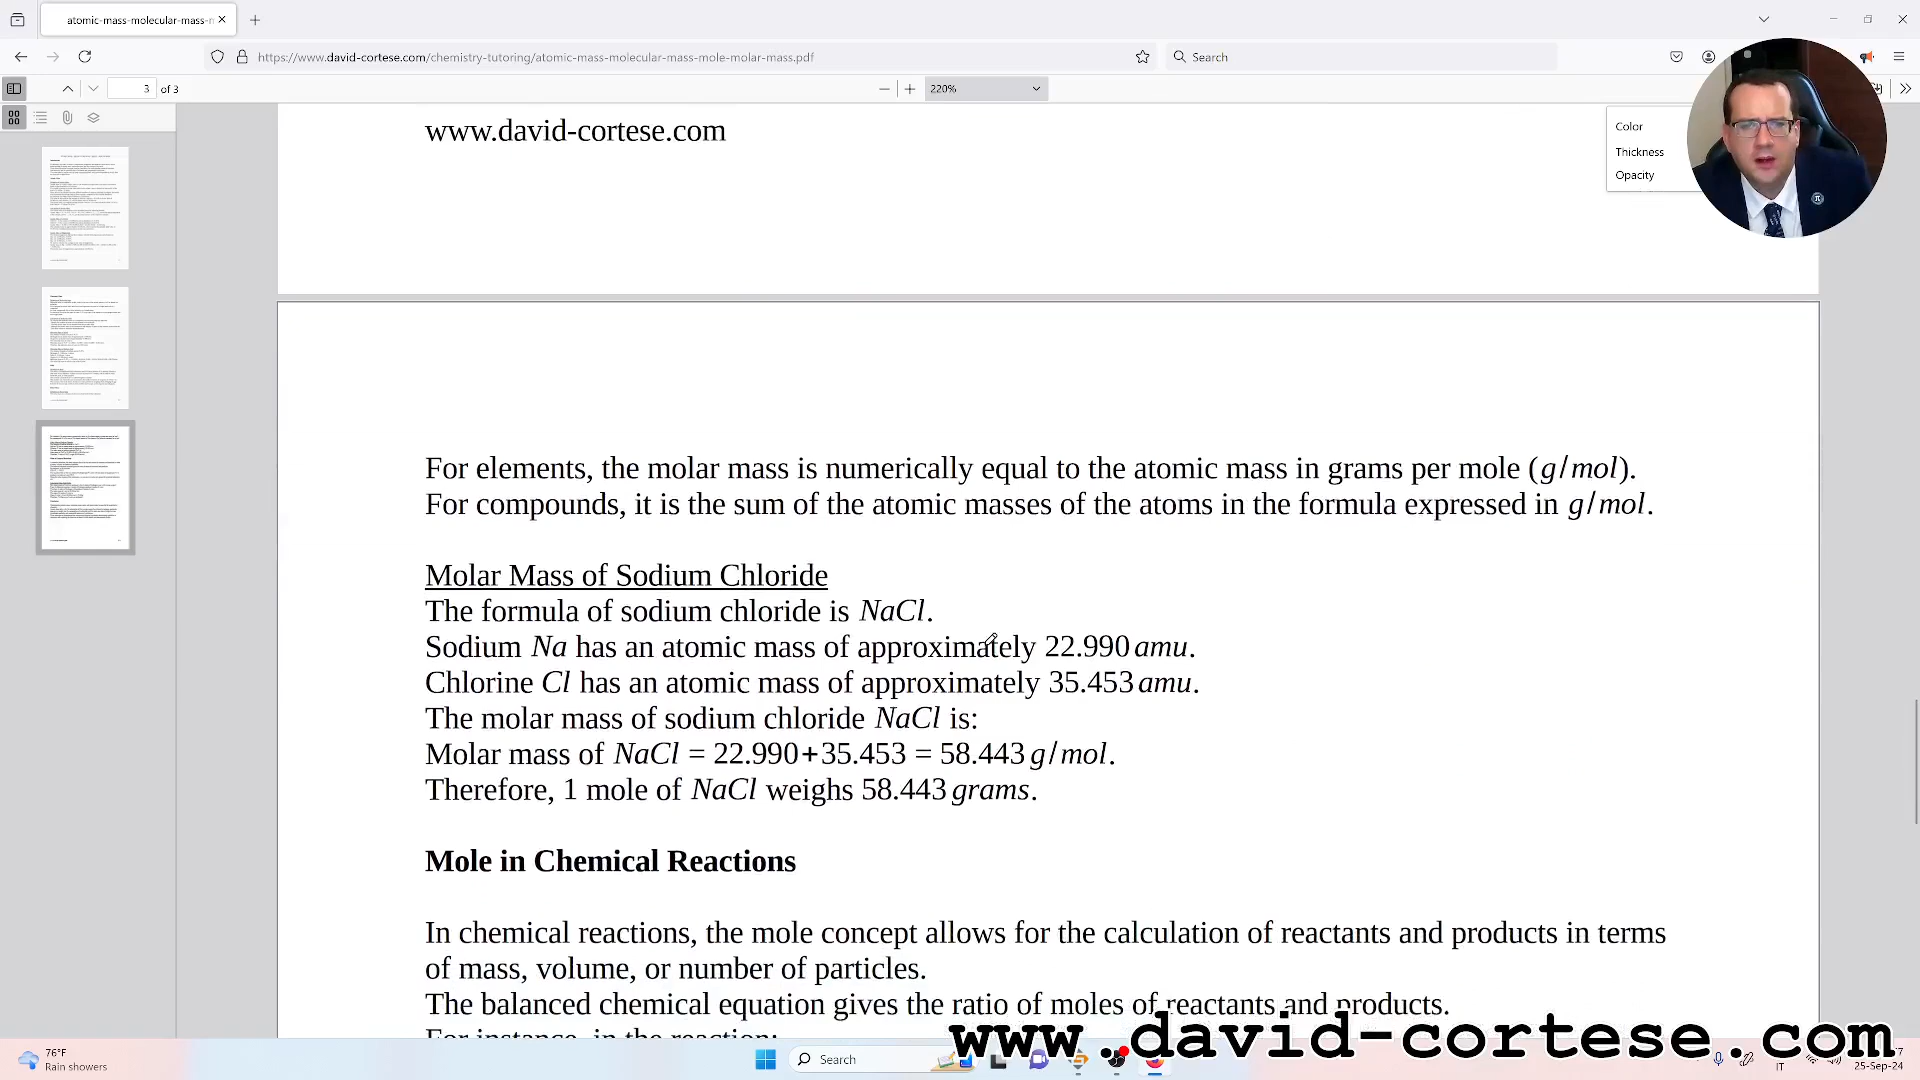 atomic-mass-molecular-mass-m
https://www.david-cortese.com/chemistry-tutoring/atomic-mass-molecular-mass-mole-molar-mass.pdf
Search
3 of 3
220%
Color
Thickness
Opacity
π
www.david-cortese.com
For elements, the molar mass is numerically equal to the atomic mass in grams per mole (g/mol).
For compounds, it is the sum of the atomic masses of the atoms in the formula expressed in g/mol.
Molar Mass of Sodium Chloride
The formula of sodium chloride is NaCl.
Sodium Na has an atomic mass of approximately 22.990 amu.
Chlorine Cl has an atomic mass of approximately 35.453 amu.
The molar mass of sodium chloride NaCl is:
Molar mass of NaCl = 22.990+35.453 = 58.443 g/mol.
Therefore, 1 mole of NaCl weighs 58.443 grams.
Mole in Chemical Reactions
In chemical reactions, the mole concept allows for the calculation of reactants and products in terms
of mass, volume, or number of particles.
The balanced chemical equation gives the ratio of moles of reactants and products.
For instance, in the reaction:
www.david-cortese.com
76°F
Rain showers
Search
IT
25-Sep-24